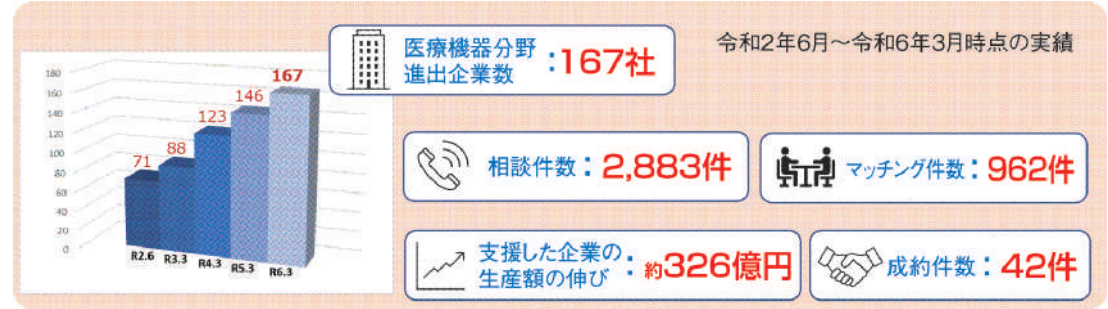 令和2年6月～令和6年3月時点の実績
医療機器分野
進出企業数：167社
180
160
140
120
100
80
60
40
20
0
71
88
123
146
167
R2.6
R3.3
R4.3
R5.3
R6.3
相談件数：2,883件
マッチング件数：962件
支援した企業の
生産額の伸び：約326億円
成約件数：42件